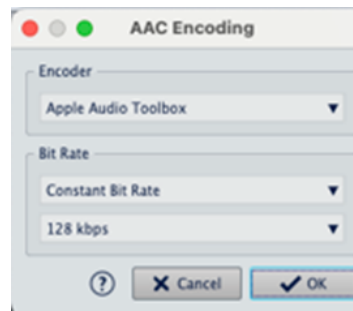 AAC Encoding
Encoder
Apple Audio Toolbox
Bit Rate
Constant Bit Rate
128 kbps
? Cancel OK